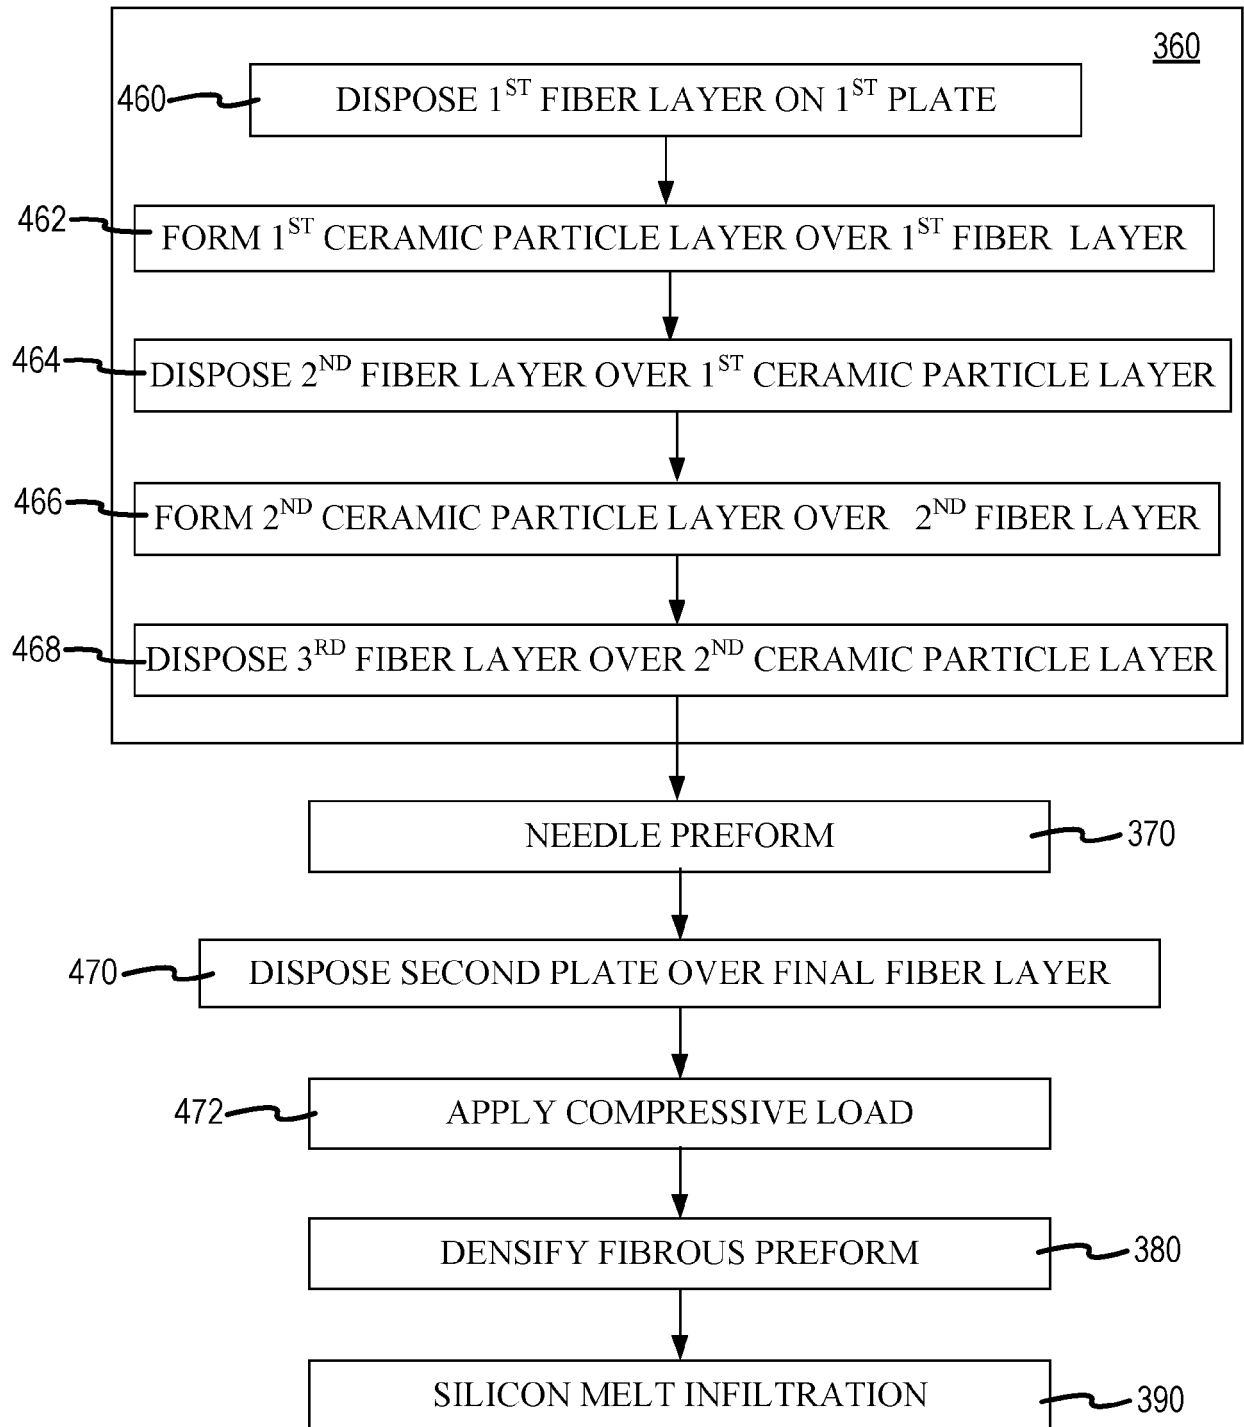 360
460 DISPOSE 1ST FIBER LAYER ON 1ST PLATE
462 FORM 1ST CERAMIC PARTICLE LAYER OVER 1ST FIBER LAYER
464 DISPOSE 2ND FIBER LAYER OVER 1ST CERAMIC PARTICLE LAYER
466 FORM 2ND CERAMIC PARTICLE LAYER OVER 2ND FIBER LAYER
468 DISPOSE 3RD FIBER LAYER OVER 2ND CERAMIC PARTICLE LAYER
NEEDLE PREFORM 370
470 DISPOSE SECOND PLATE OVER FINAL FIBER LAYER
472 APPLY COMPRESSIVE LOAD
DENSIFY FIBROUS PREFORM 380
SILICON MELT INFILTRATION 390